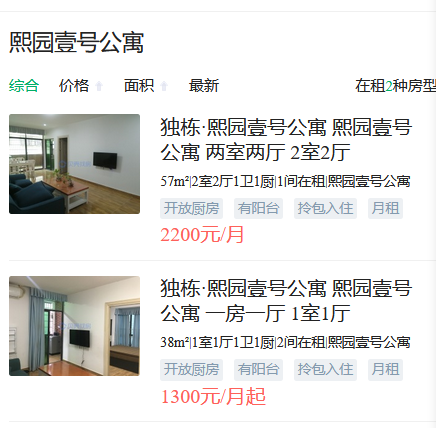 熙园壹号公寓
综合 价格 面积 最新 在租2种房型
独栋·熙园壹号公寓 熙园壹号
公寓 两室两厅 2室2厅
57m²|2室2厅1卫1厨|1间在租|熙园壹号公寓
开放厨房 有阳台 拎包入住 月租
2200元/月
独栋·熙园壹号公寓 熙园壹号
公寓 一房一厅 1室1厅
38m²|1室1厅1卫1厨|2间在租|熙园壹号公寓
开放厨房 有阳台 拎包入住 月租
1300元/月起